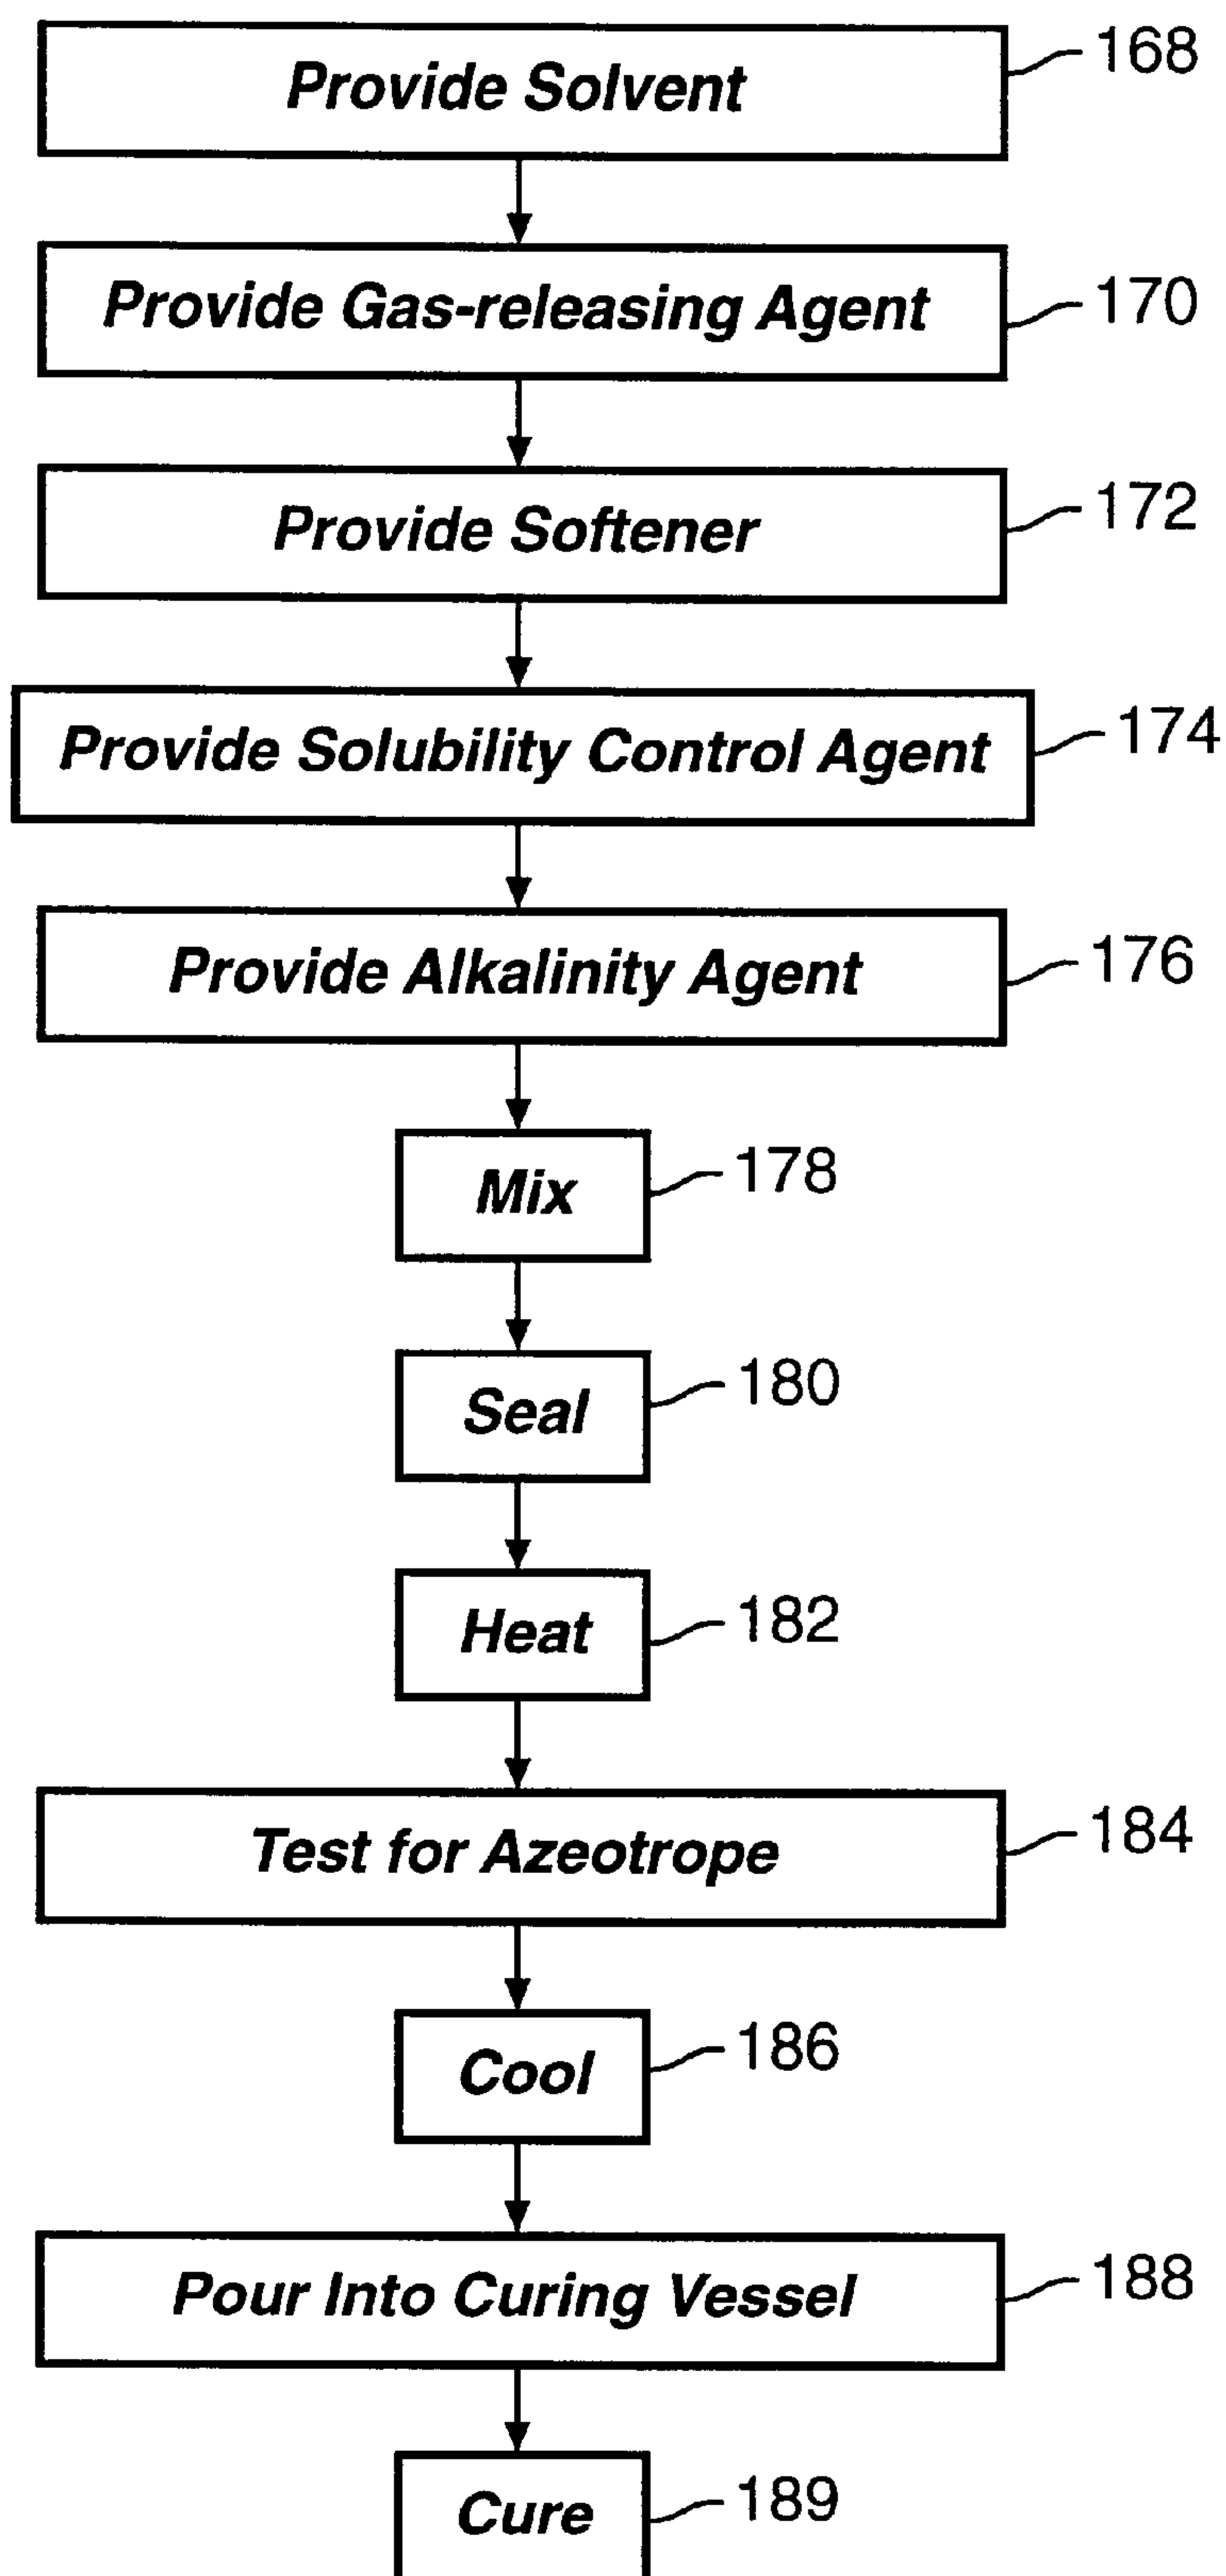 Provide Solvent 168
Provide Gas-releasing Agent 170
Provide Softener 172
Provide Solubility Control Agent 174
Provide Alkalinity Agent 176
Mix 178
Seal 180
Heat 182
Test for Azeotrope 184
Cool 186
Pour Into Curing Vessel 188
Cure 189